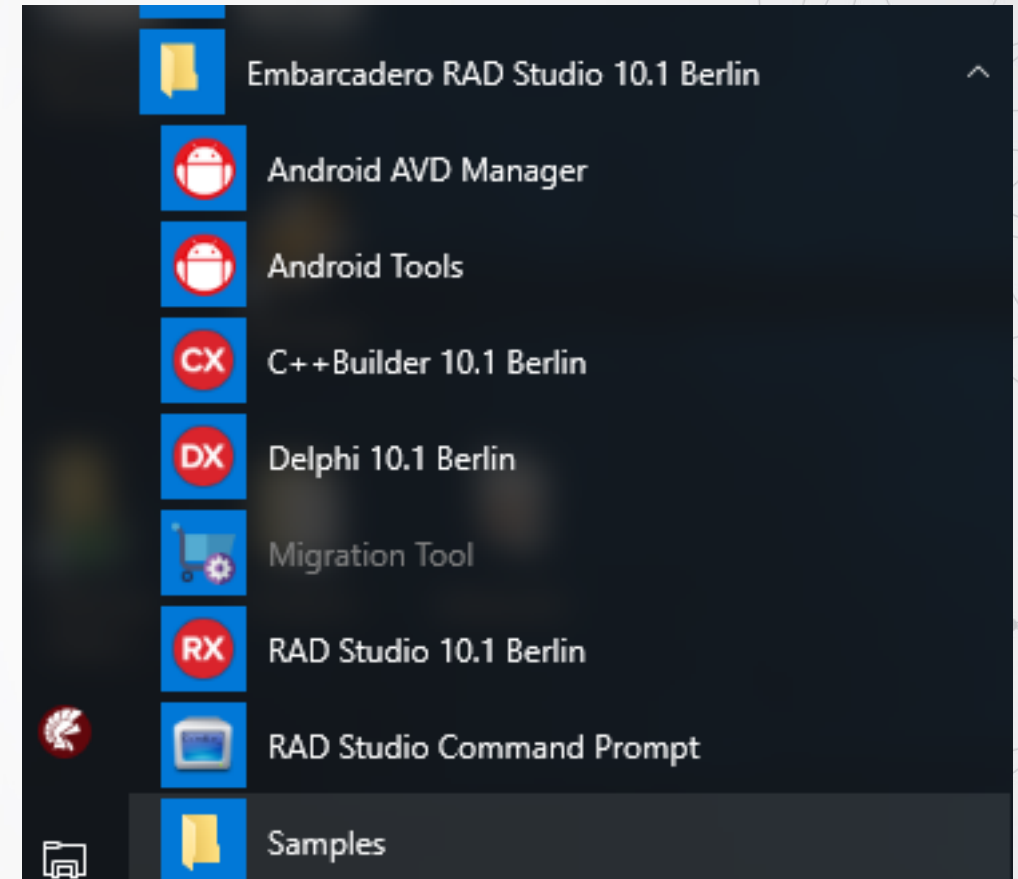 Embarcadero RAD Studio 10.1 Berlin
Android AVD Manager
Android Tools
CX C++Builder 10.1 Berlin
DX Delphi 10.1 Berlin
Migration Tool
RX RAD Studio 10.1 Berlin
RAD Studio Command Prompt
Samples